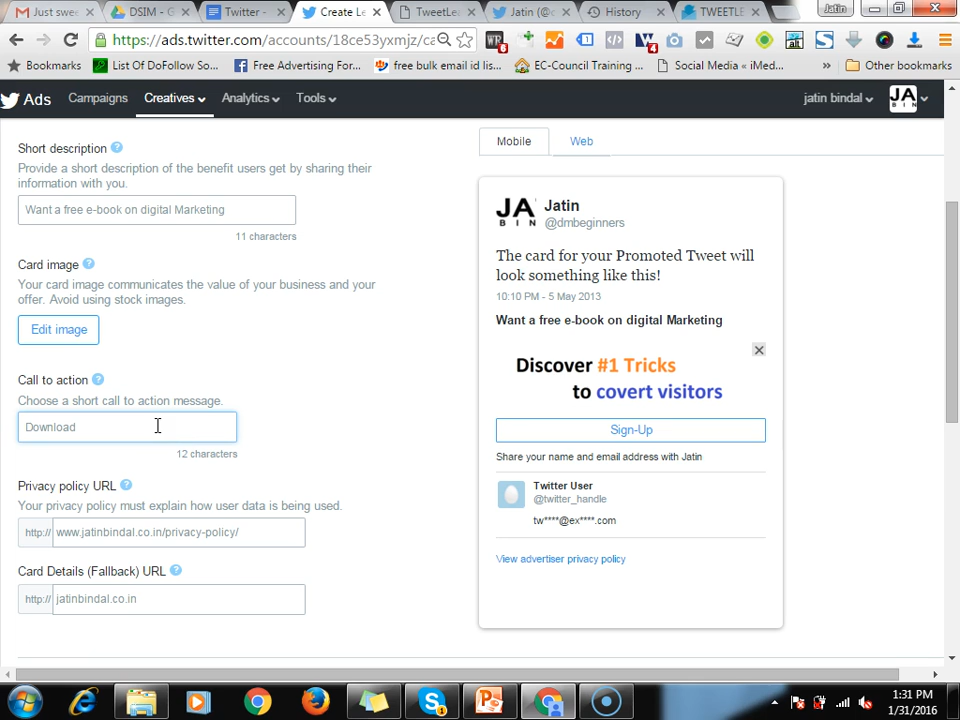 Just swee
DSIM - G
Twitter -
Create Le
TweetLea
Jatin (@c
History
TWEETLE
Jatin
https://ads.twitter.com/accounts/18ce53yxmjz/ca
Bookmarks
List Of DoFollow So...
Free Advertising For...
free bulk email id lis...
EC-Council Training ...
Social Media « iMed...
»
Other bookmarks
Ads
Campaigns
Creatives
Analytics
Tools
jatin bindal
JA
BIN
Short description
Provide a short description of the benefit users get by sharing their
information with you.
Want a free e-book on digital Marketing
11 characters
Card image
Your card image communicates the value of your business and your
offer. Avoid using stock images.
Edit image
Call to action
Choose a short call to action message.
Download
12 characters
Privacy policy URL
Your privacy policy must explain how user data is being used.
http:// www.jatinbindal.co.in/privacy-policy/
Card Details (Fallback) URL
http:// jatinbindal.co.in
Mobile
Web
JA
BIN
Jatin
@dmbeginners
The card for your Promoted Tweet will
look something like this!
10:10 PM - 5 May 2013
Want a free e-book on digital Marketing
Discover #1 Tricks
to covert visitors
Sign-Up
Share your name and email address with Jatin
Twitter User
@twitter_handle
tw****@ex****.com
View advertiser privacy policy
1:31 PM
1/31/2016